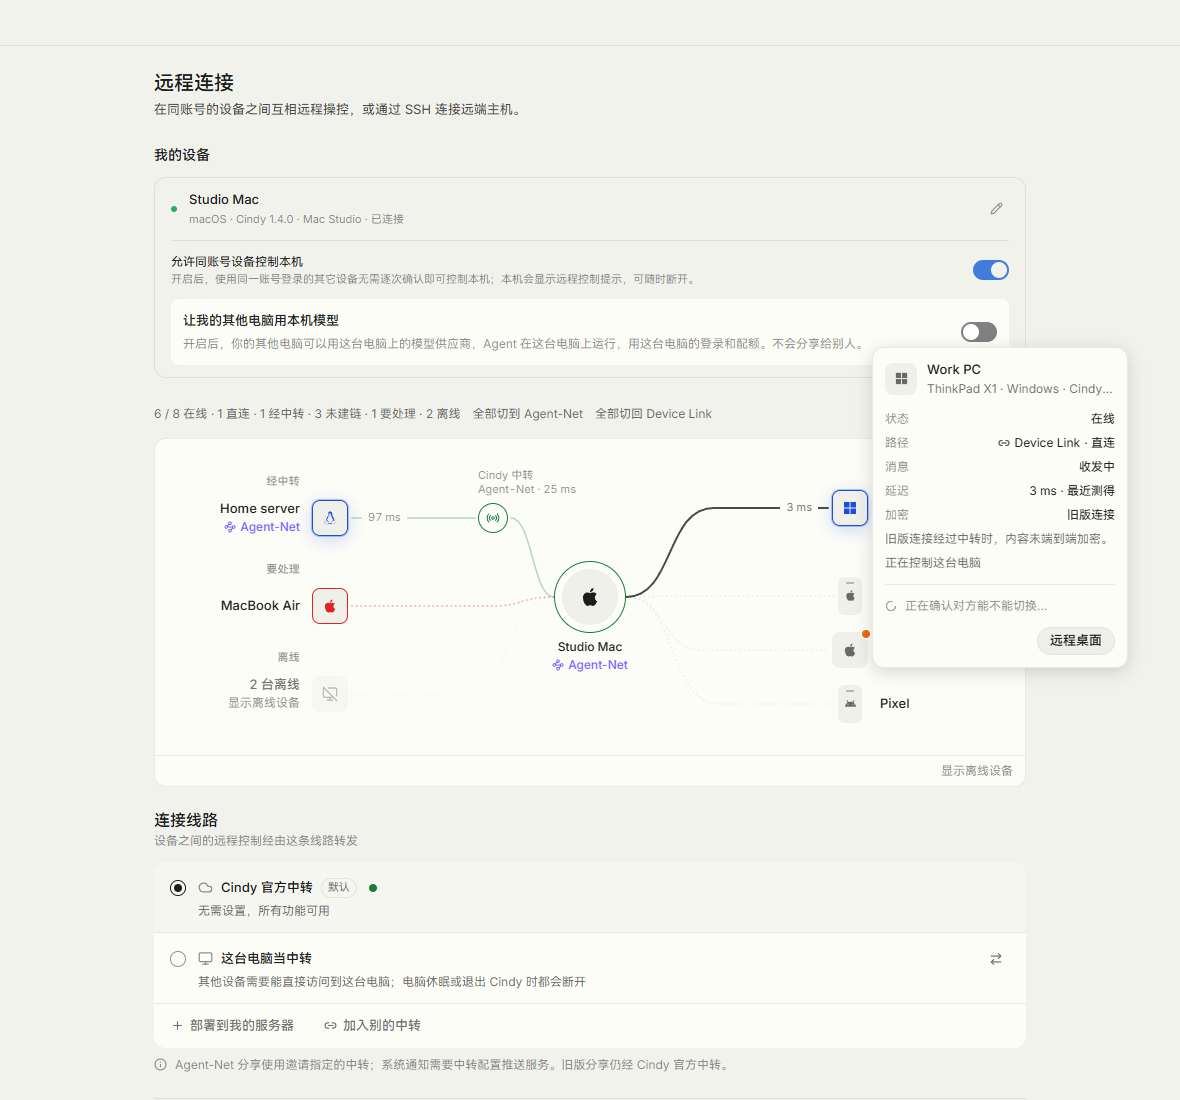 远程连接
在同账号的设备之间互相远程操控，或通过 SSH 连接远端主机。
我的设备
Studio Mac
macOS · Cindy 1.4.0 · Mac Studio · 已连接
允许同账号设备控制本机
开启后，使用同一账号登录的其它设备无需逐次确认即可控制本机；本机会显示远程控制提示，可随时断开。
让我的其他电脑用本机模型
开启后，你的其他电脑可以用这台电脑上的模型供应商，Agent 在这台电脑上运行，用这台电脑的登录和配额。不会分享给别人。
6 / 8 在线 · 1 直连 · 1 经中转 · 3 未建链 · 1 要处理 · 2 离线 全部切到 Agent-Net 全部切回 Device Link
经中转
Home server
Agent-Net
97 ms
Cindy 中转
Agent-Net · 25 ms
要处理
MacBook Air
离线
2 台离线
显示离线设备
Studio Mac
Agent-Net
3 ms
Pixel
显示离线设备
Work PC
ThinkPad X1 · Windows · Cindy...
状态 在线
路径 Device Link · 直连
消息 收发中
延迟 3 ms · 最近测得
加密 旧版连接
旧版连接经过中转时，内容未端到端加密。
正在控制这台电脑
正在确认对方能不能切换...
远程桌面
连接线路
设备之间的远程控制经由这条线路转发
Cindy 官方中转 默认
无需设置，所有功能可用
这台电脑当中转
其他设备需要能直接访问到这台电脑；电脑休眠或退出 Cindy 时都会断开
部署到我的服务器 加入别的中转
Agent-Net 分享使用邀请指定的中转；系统通知需要中转配置推送服务。旧版分享仍经 Cindy 官方中转。